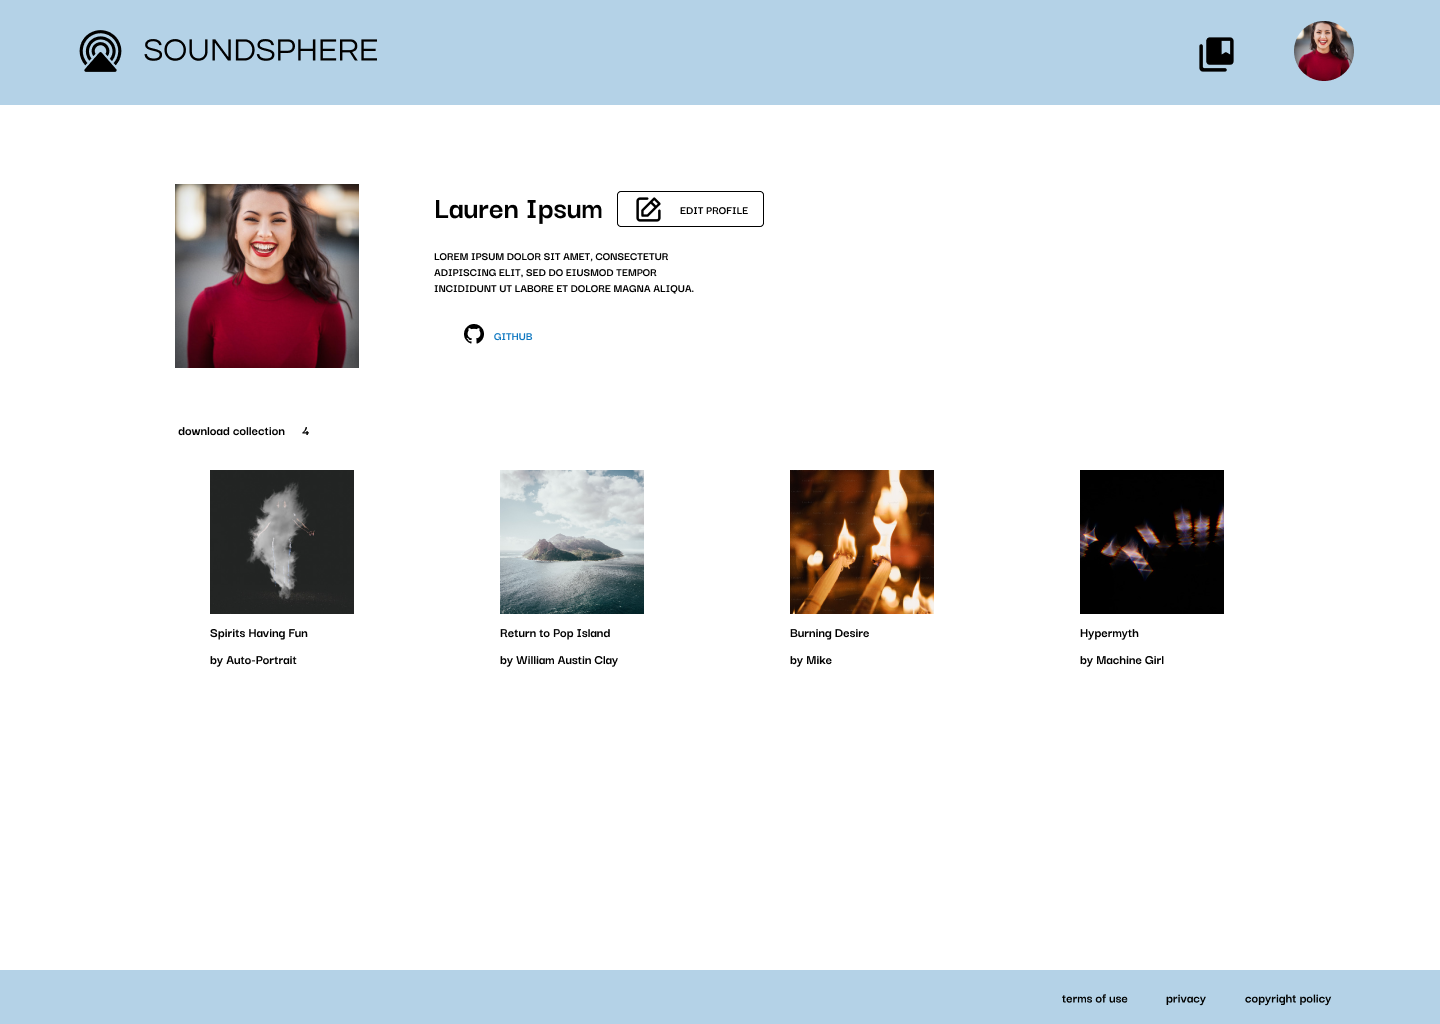 SOUNDSPHERE
Lauren Ipsum
EDIT PROFILE
LOREM IPSUM DOLOR SIT AMET, CONSECTETUR
ADIPISCING ELIT, SED DO EIUSMOD TEMPOR
INCIDIDUNT UT LABORE ET DOLORE MAGNA ALIQUA.
GITHUB
download collection 4
Spirits Having Fun
by Auto-Portrait
Return to Pop Island
by William Austin Clay
Burning Desire
by Mike
Hypermyth
by Machine Girl
terms of use
privacy
copyright policy